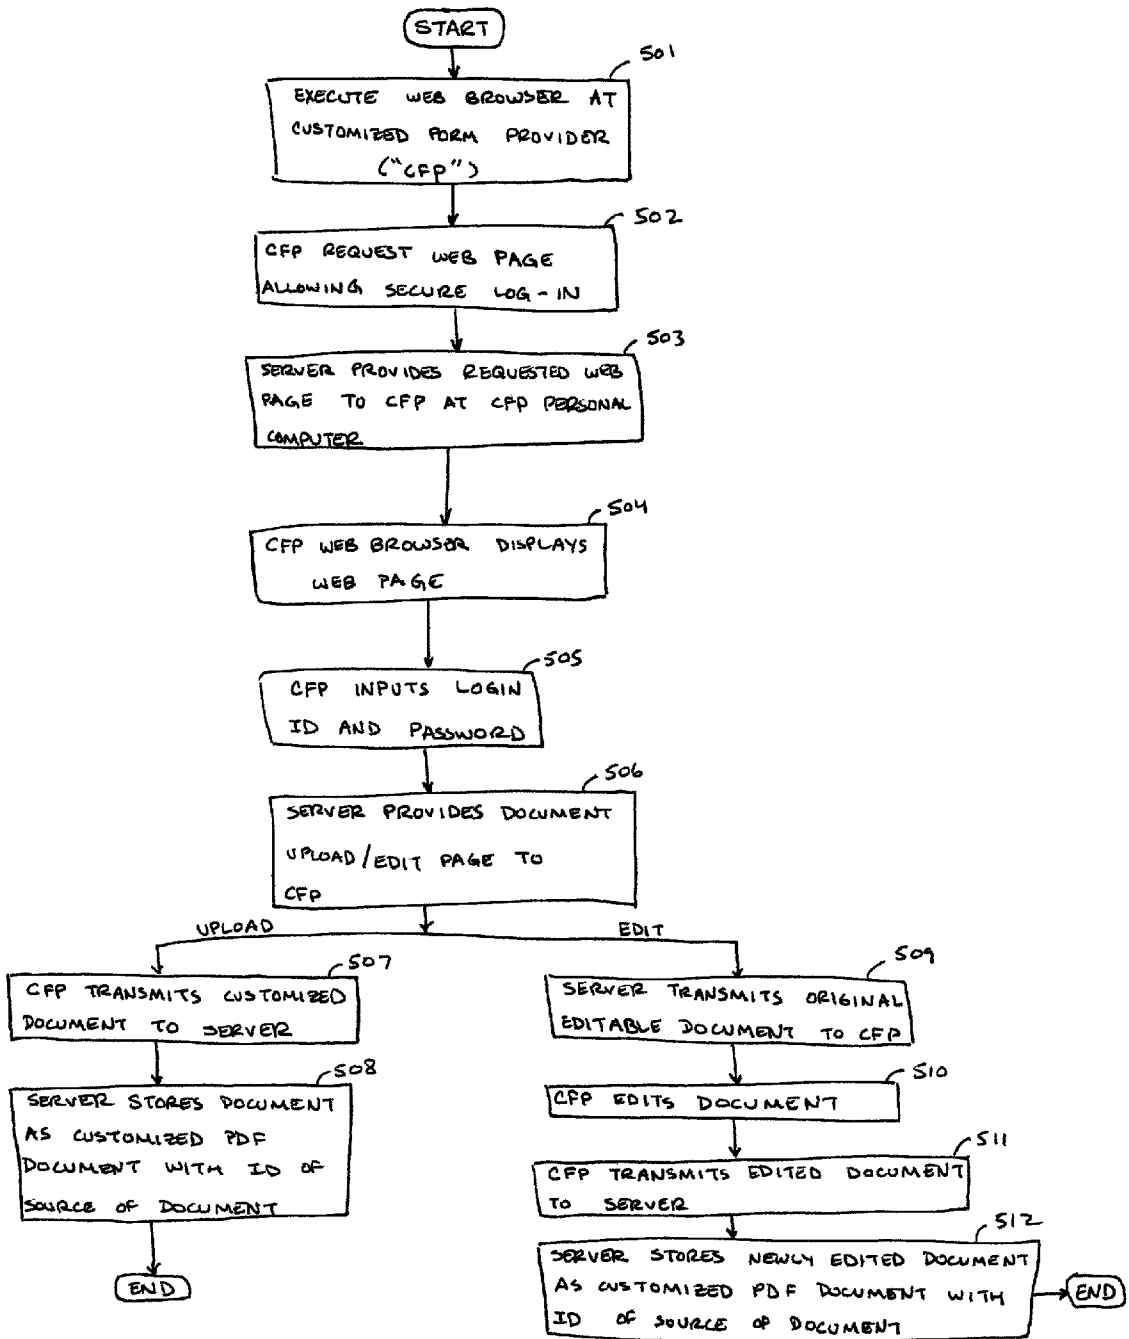 START
501
EXECUTE WEB BROWSER AT
CUSTOMIZED FORM PROVIDER
("CFP")
502
CFP REQUEST WEB PAGE
ALLOWING SECURE LOG-IN
503
SERVER PROVIDES REQUESTED WEB
PAGE TO CFP AT CFP PERSONAL
COMPUTER
504
CFP WEB BROWSER DISPLAYS
WEB PAGE
505
CFP INPUTS LOGIN
ID AND PASSWORD
506
SERVER PROVIDES DOCUMENT
UPLOAD/EDIT PAGE TO
CFP
UPLOAD
EDIT
507
CFP TRANSMITS CUSTOMIZED
DOCUMENT TO SERVER
508
SERVER STORES DOCUMENT
AS CUSTOMIZED PDF
DOCUMENT WITH ID OF
SOURCE OF DOCUMENT
END
509
SERVER TRANSMITS ORIGINAL
EDITABLE DOCUMENT TO CFP
510
CFP EDITS DOCUMENT
511
CFP TRANSMITS EDITED DOCUMENT
TO SERVER
512
SERVER STORES NEWLY EDITED DOCUMENT
AS CUSTOMIZED PDF DOCUMENT WITH
ID OF SOURCE OF DOCUMENT
END